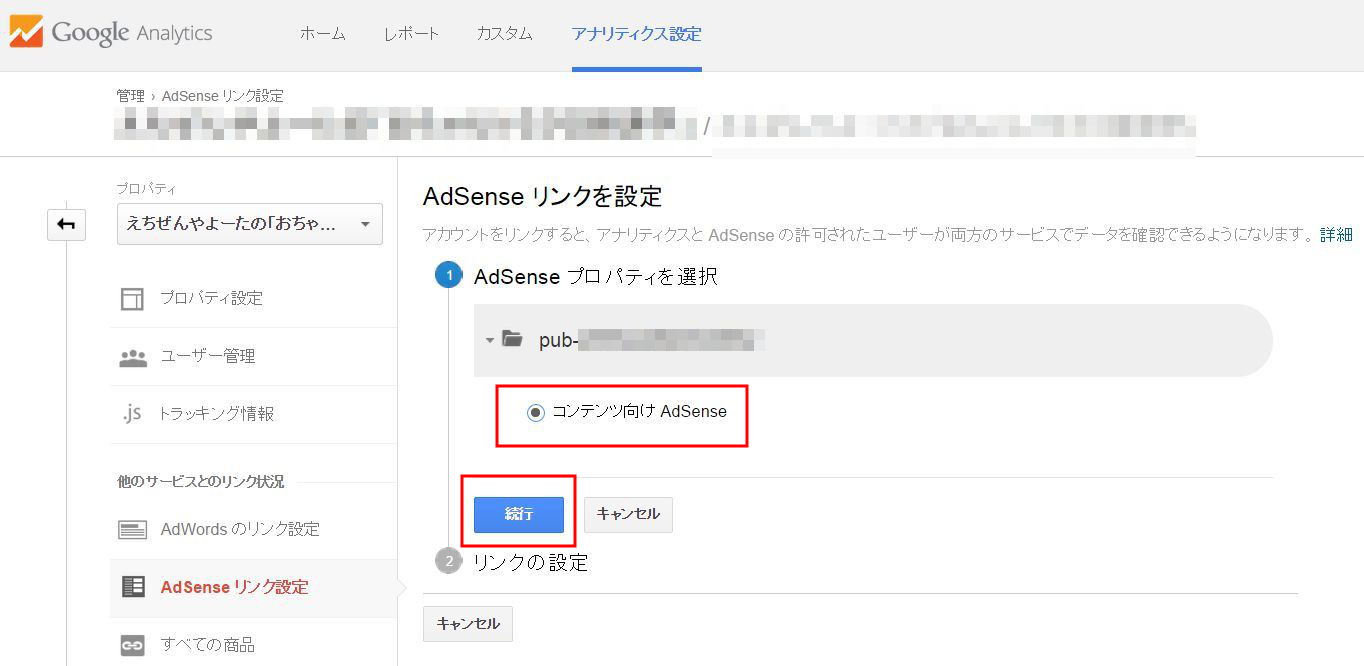 Google Analytics
ホーム レポート カスタム アナリティクス設定
管理 › AdSense リンク設定
/
プロパティ
えちぜんやよーたの「おちゃ...
プロパティ設定
ユーザー管理
.js トラッキング情報
他のサービスとのリンク状況
AdWords のリンク設定
AdSense リンク設定
すべての商品
AdSense リンクを設定
アカウントをリンクすると、アナリティクスと AdSense の許可されたユーザーが両方のサービスでデータを確認できるようになります。 詳細
1 AdSense プロパティを選択
pub-
コンテンツ向け AdSense
続行 キャンセル
2 リンクの設定
キャンセル